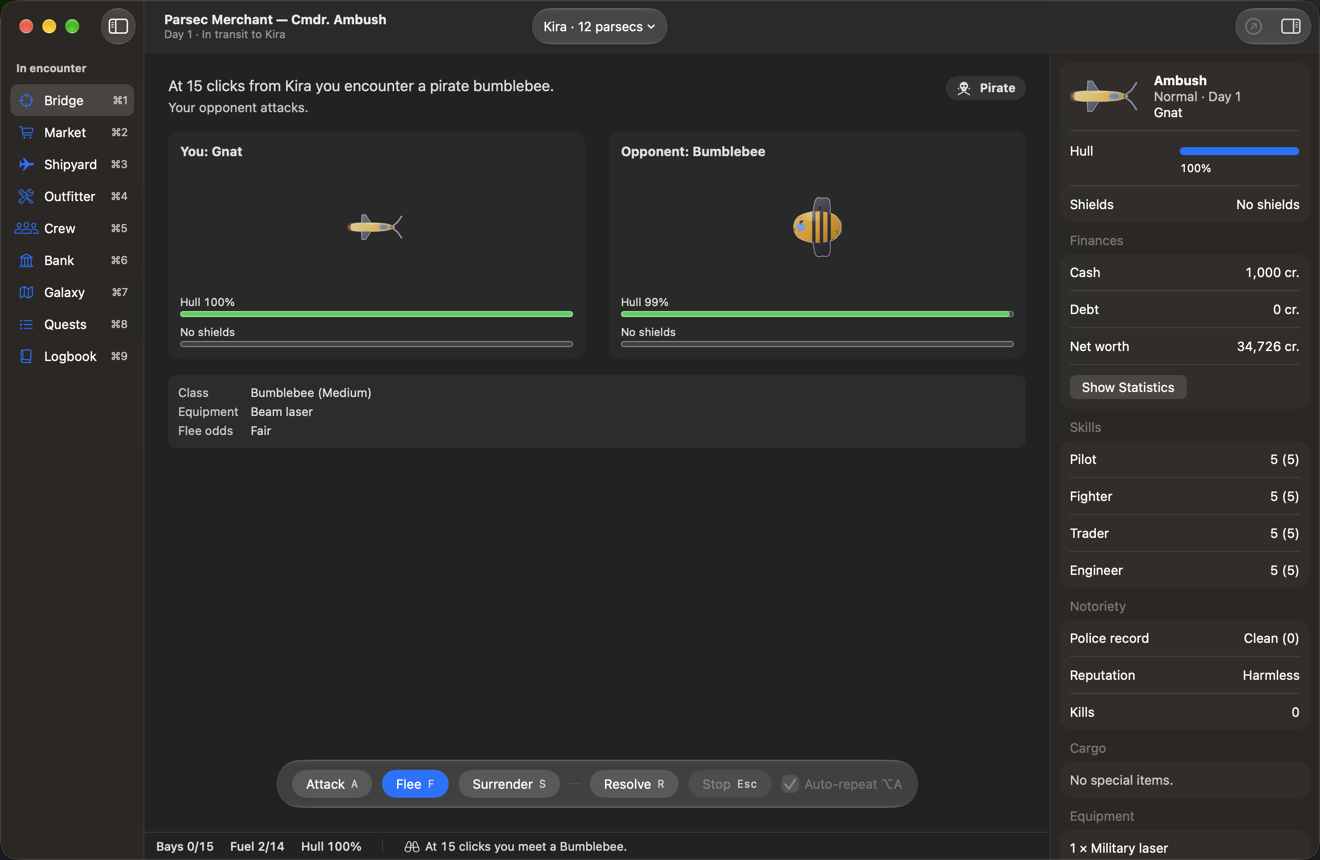 Parsec Merchant — Cmdr. Ambush
Day 1 · In transit to Kira
Kira · 12 parsecs
In encounter
Bridge ⌘1
Market ⌘2
Shipyard ⌘3
Outfitter ⌘4
Crew ⌘5
Bank ⌘6
Galaxy ⌘7
Quests ⌘8
Logbook ⌘9
At 15 clicks from Kira you encounter a pirate bumblebee.
Your opponent attacks.
Pirate
You: Gnat
Hull 100%
No shields
Opponent: Bumblebee
Hull 99%
No shields
Class Bumblebee (Medium)
Equipment Beam laser
Flee odds Fair
Attack A
Flee F
Surrender S
Resolve R
Stop Esc
Auto-repeat ⌥A
Bays 0/15 Fuel 2/14 Hull 100% At 15 clicks you meet a Bumblebee.
Ambush
Normal · Day 1
Gnat
Hull
100%
Shields No shields
Finances
Cash 1,000 cr.
Debt 0 cr.
Net worth 34,726 cr.
Show Statistics
Skills
Pilot 5 (5)
Fighter 5 (5)
Trader 5 (5)
Engineer 5 (5)
Notoriety
Police record Clean (0)
Reputation Harmless
Kills 0
Cargo
No special items.
Equipment
1 × Military laser